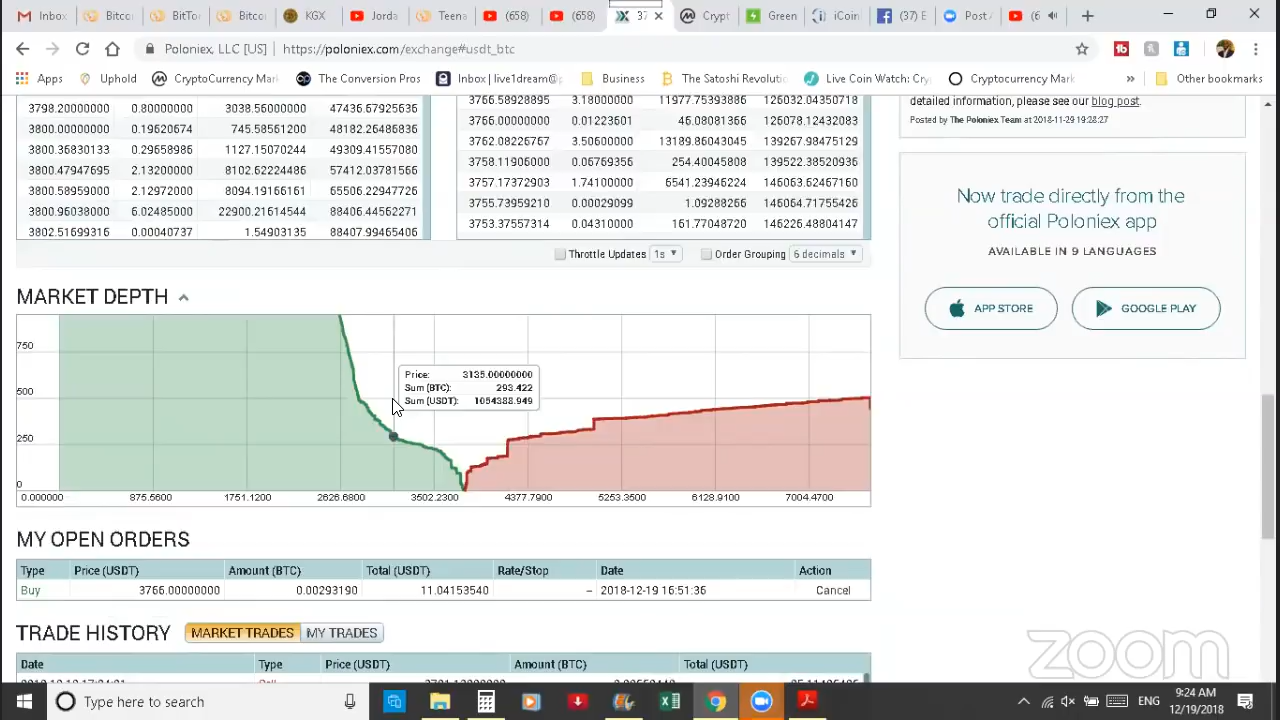 Inbox
Bitco
BitTr
Bitco
KGX
Jorda
Teena
(658)
(658)
37
Crypt
Green
iCoin
(37) E
Post
(6
Poloniex, LLC [US] | https://poloniex.com/exchange#usdt_btc
Apps Uphold CryptoCurrency Mar The Conversion Pros Inbox | live1dream@ Business The Satoshi Revoluti Live Coin Watch: Cry Cryptocurrency Mark » Other bookmarks
3798.20000000 0.80000000 3038.56000000 47436.67925636
3800.00000000 0.19620674 745.58561200 48182.26486836
3800.36830133 0.29658986 1127.15070244 49309.41557080
3800.47947695 2.13200000 8102.62224486 57412.03781566
3800.58959000 2.12972000 8094.19166161 65506.22947726
3800.96038000 6.02485000 22900.21614544 88406.44562271
3802.51699316 0.00040737 1.54903135 88407.99465406
3766.58928895 3.18000000 11977.75393886 126032.04350718
3766.00000000 0.01223601 46.08081366 126078.12432083
3762.08226767 3.50600000 13189.86043045 139267.98475129
3758.11906000 0.06769356 254.40045808 139522.38520936
3757.17372903 1.74100000 6541.23946224 146063.62467160
3755.73959210 0.00029099 1.09288266 146064.71755426
3753.37557314 0.04310000 161.77048720 146226.48804147
Throttle Updates 1s Order Grouping 6 decimals
detailed information, please see our blog post.
Posted by The Poloniex Team at 2018-11-29 19:28:27
Now trade directly from the
official Poloniex app
AVAILABLE IN 9 LANGUAGES
APP STORE GOOGLE PLAY
MARKET DEPTH
750
500
250
0
Price: 3135.00000000
Sum (BTC): 293.422
Sum (USDT): 1054388.949
0.000000 875.5600 1751.1200 2626.6800 3502.2300 4377.7900 5253.3500 6128.9100 7004.4700
MY OPEN ORDERS
Type Price (USDT) Amount (BTC) Total (USDT) Rate/Stop Date Action
Buy 3766.00000000 0.00293190 11.04153540 – 2018-12-19 16:51:36 Cancel
TRADE HISTORY MARKET TRADES MY TRADES
Date Type Price (USDT) Amount (BTC) Total (USDT)
zoom
Type here to search
ENG
9:24 AM
12/19/2018